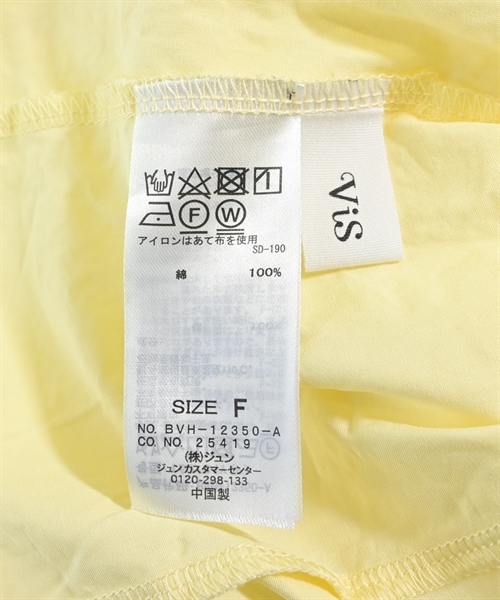 ViS
F W
アイロンはあて布を使用
SD-190
綿 100%
SIZE F
NO. BVH-12350-A
CO. NO. 25419
(株)ジュン
ジュンカスタマーセンター
0120-298-133
中国製